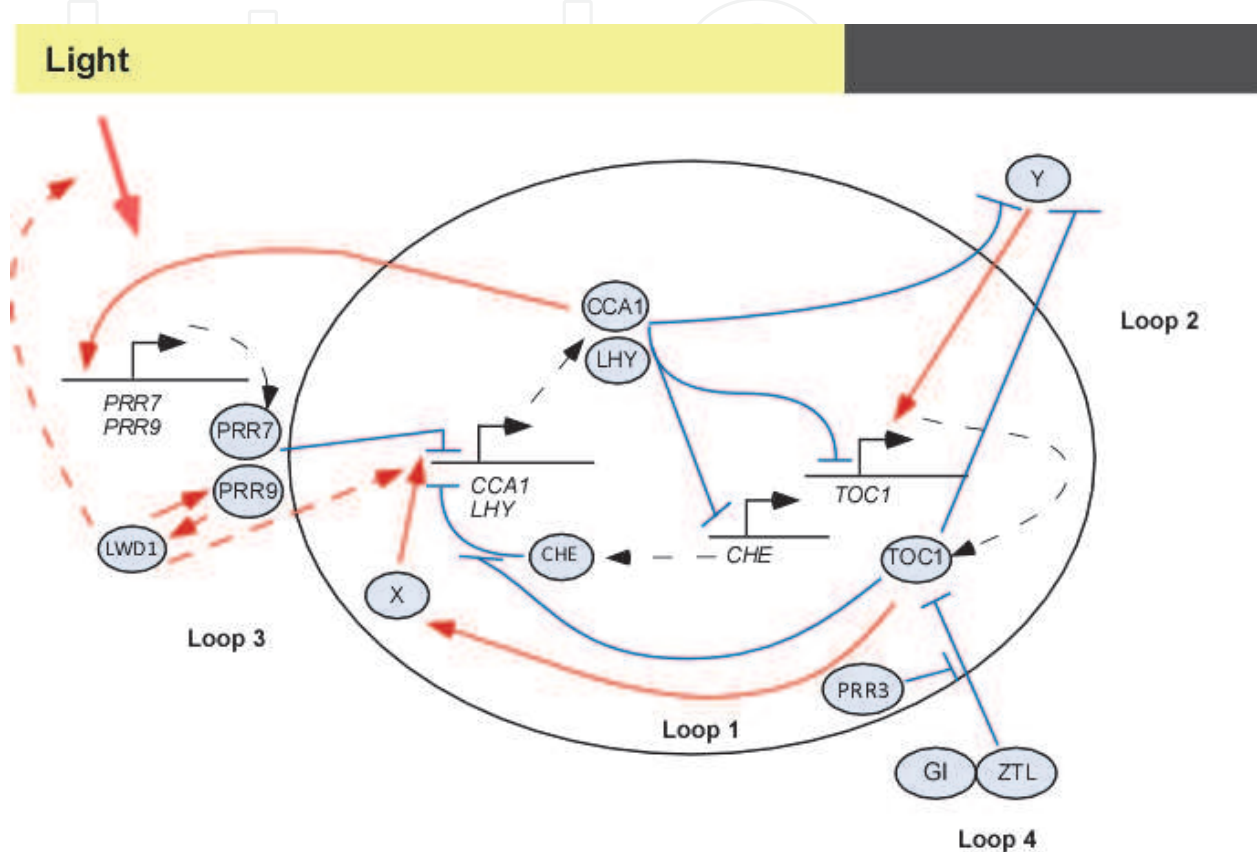 Light
Y
Loop 2
CCA1
LHY
PRR7
PRR9
PRR7
PRR9
CCA1
LHY
TOC1
CHE
CHE
TOC1
LWD1
X
Loop 3
PRR3
Loop 1
GI
ZTL
Loop 4